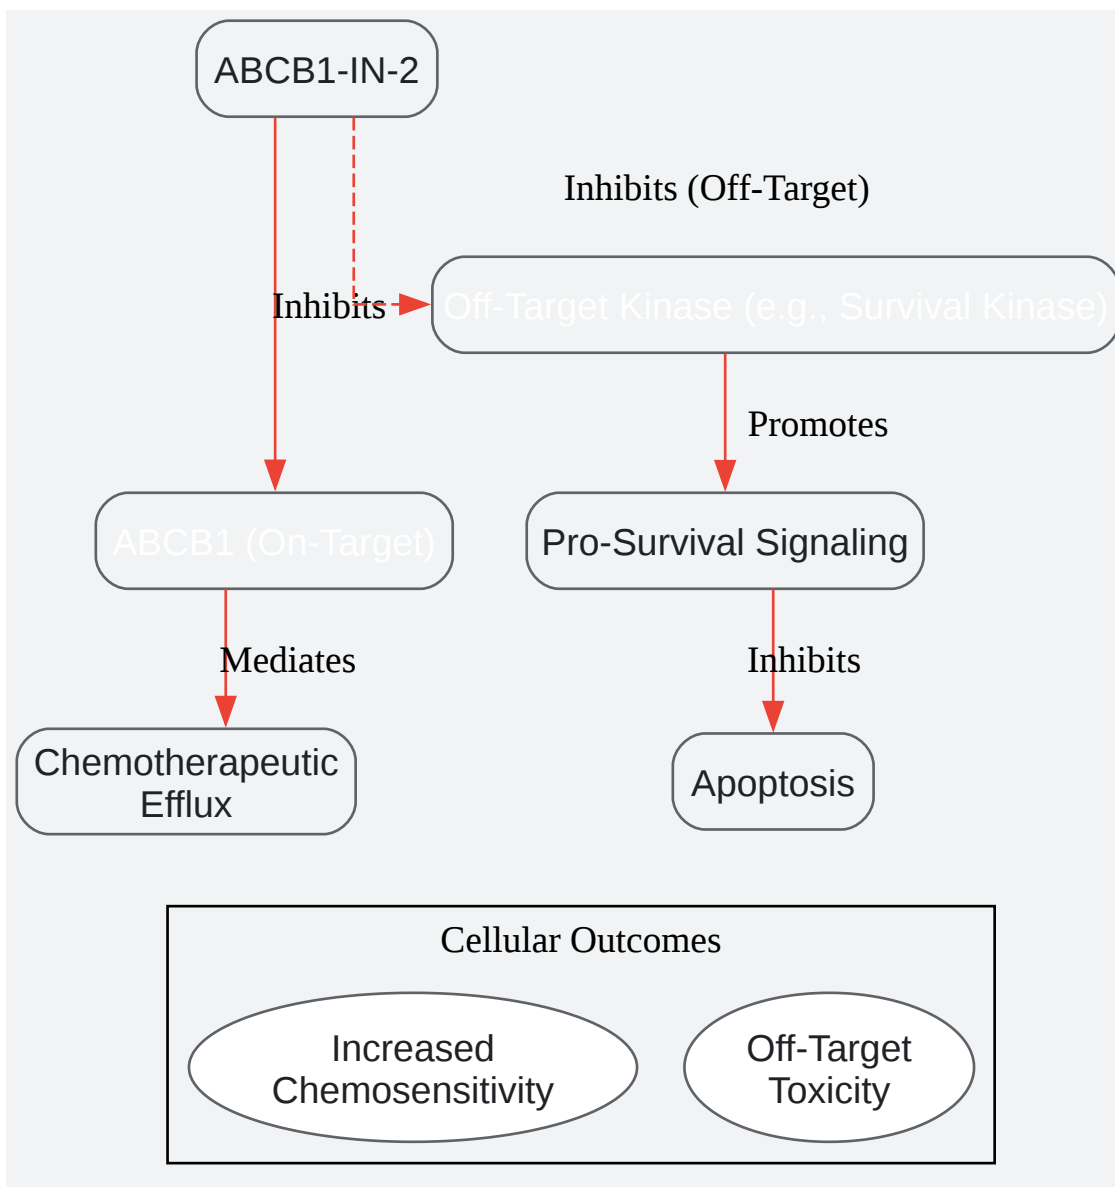 ABCB1-IN-2
Inhibits (Off-Target)
Inhibits
Off-Target Kinase (e.g., Survival Kinase)
Promotes
ABCB1 (On-Target)
Pro-Survival Signaling
Mediates
Inhibits
Chemotherapeutic
Efflux
Apoptosis
Cellular Outcomes
Increased
Chemosensitivity
Off-Target
Toxicity